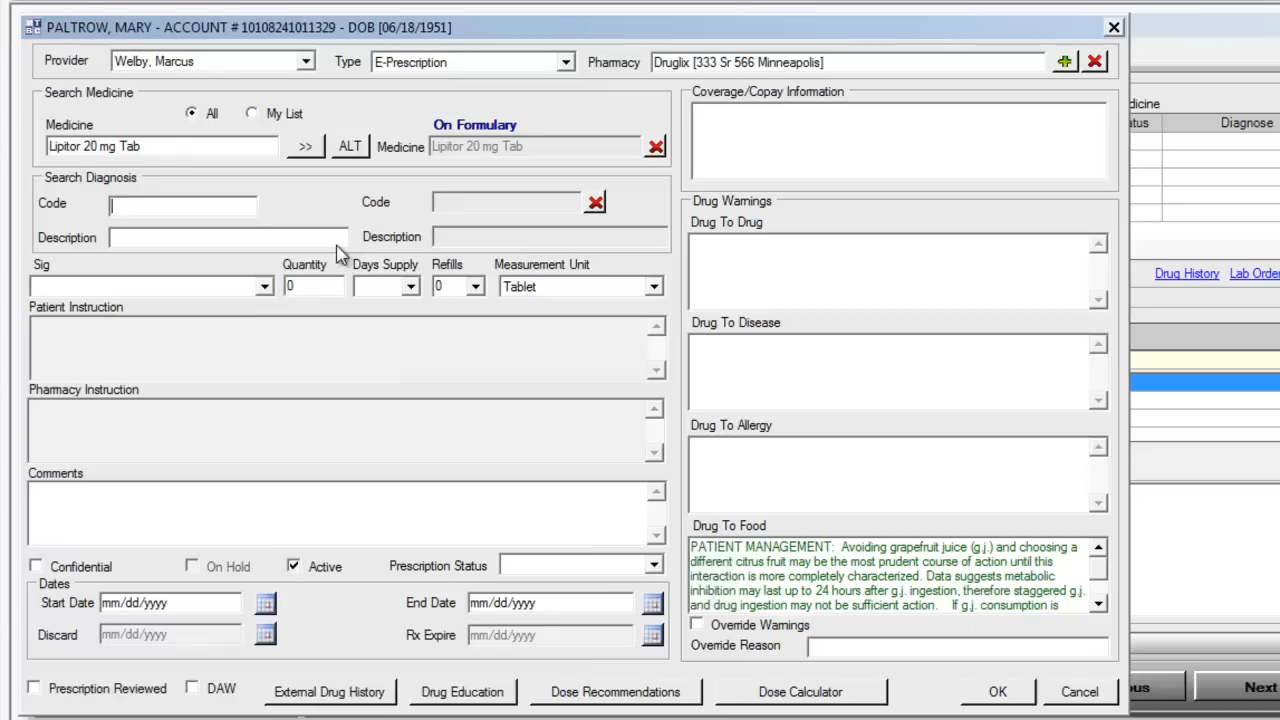 PALTROW, MARY - ACCOUNT # 10108241011329 - DOB [06/18/1951]
Provider Welby, Marcus Type E-Prescription Pharmacy Druglix [333 Sr 566 Minneapolis]
Search Medicine
All My List
Medicine On Formulary
Lipitor 20 mg Tab >> ALT Medicine Lipitor 20 mg Tab
Search Diagnosis
Code Code
Description Description
Sig Quantity Days Supply Refills Measurement Unit
0 0 Tablet
Patient Instruction
Pharmacy Instruction
Comments
Confidential On Hold Active Prescription Status
Dates
Start Date mm/dd/yyyy End Date mm/dd/yyyy
Discard mm/dd/yyyy Rx Expire mm/dd/yyyy
Coverage/Copay Information
Drug Warnings
Drug To Drug
Drug To Disease
Drug To Allergy
Drug To Food
PATIENT MANAGEMENT: Avoiding grapefruit juice (g.j.) and choosing a
different citrus fruit may be the most prudent course of action until this
interaction is more completely characterized. Data suggests metabolic
inhibition may last up to 24 hours after g.j. ingestion, therefore staggered g.j.
and drug ingestion may not be sufficient action. If g.j. consumption is
Override Warnings
Override Reason
Prescription Reviewed DAW External Drug History Drug Education Dose Recommendations Dose Calculator OK Cancel
dicine
tus Diagnose
Drug History Lab Order
ous Next